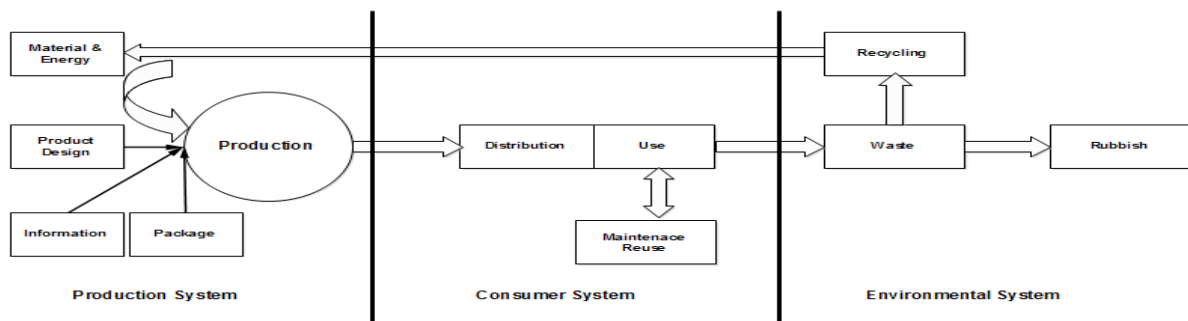 Material &
Energy
Recycling
Product
Design
Production
Distribution
Use
Waste
Rubbish
Information
Package
Maintenace
Reuse
Production System
Consumer System
Environmental System